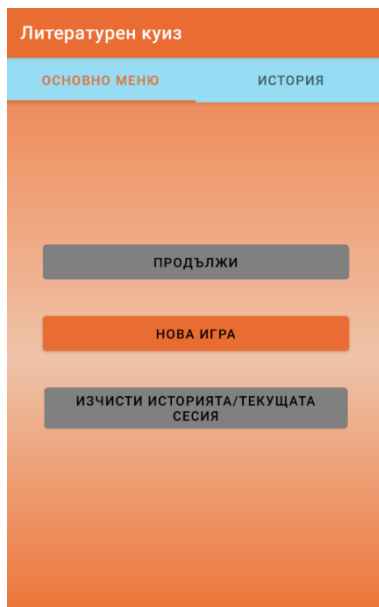 Литературен куиз
ОСНОВНО МЕНЮ
ИСТОРИЯ
ПРОДЪЛЖИ
НОВА ИГРА
ИЗЧИСТИ ИСТОРИЯТА/ТЕКУЩАТА
СЕСИЯ